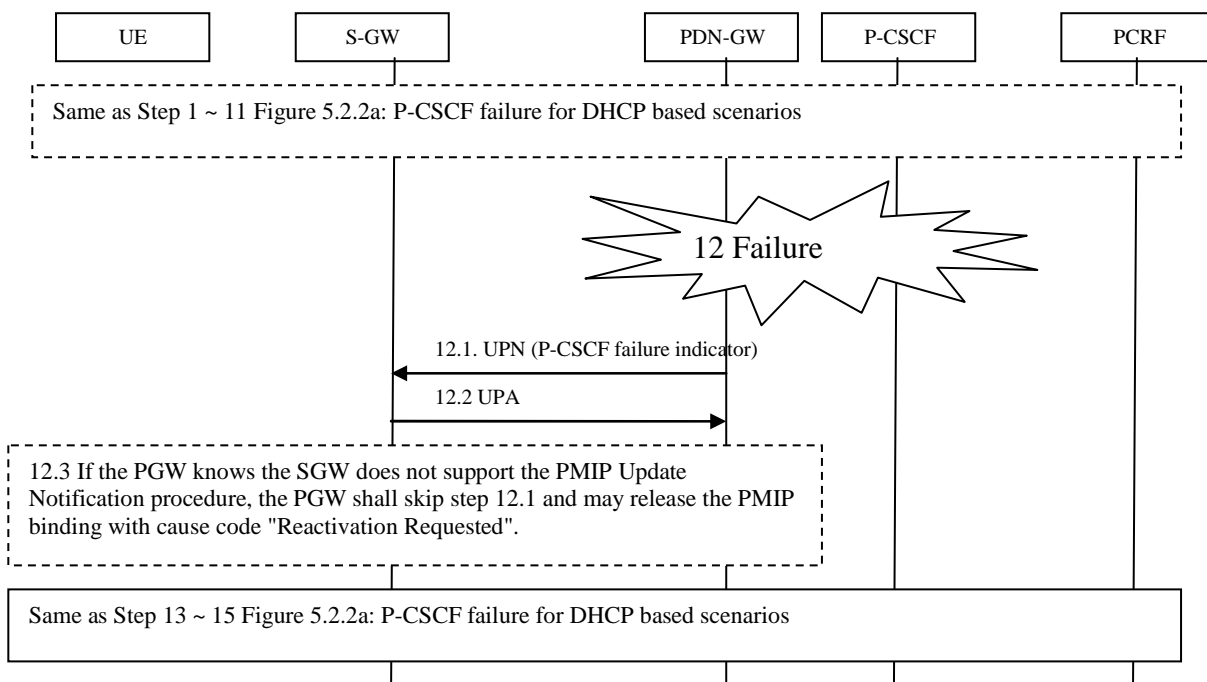 UE
S-GW
PDN-GW
P-CSCF
PCRF
Same as Step 1 ~ 11 Figure 5.2.2a: P-CSCF failure for DHCP based scenarios
12 Failure
12.1. UPN (P-CSCF failure indicator)
12.2 UPA
12.3 If the PGW knows the SGW does not support the PMIP Update
Notification procedure, the PGW shall skip step 12.1 and may release the PMIP
binding with cause code "Reactivation Requested".
Same as Step 13 ~ 15 Figure 5.2.2a: P-CSCF failure for DHCP based scenarios